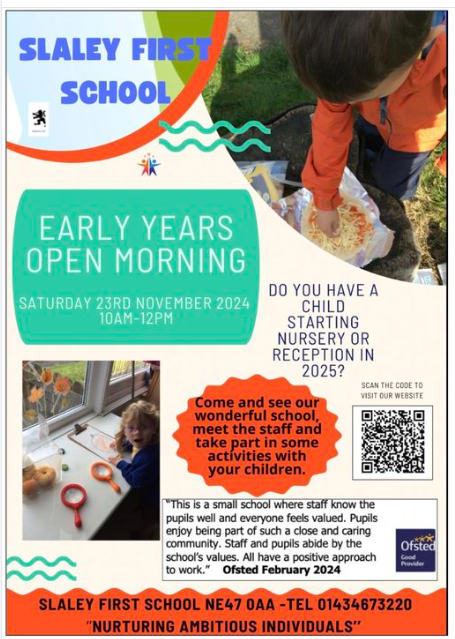 SLALEY FIRST
SCHOOL
EARLY YEARS
OPEN MORNING
SATURDAY 23RD NOVEMBER 2024
10AM-12PM
DO YOU HAVE A
CHILD
STARTING
NURSERY OR
RECEPTION IN
2025?
SCAN THE CODE TO
VISIT OUR WEBSITE
Come and see our
wonderful school,
meet the staff and
take part in some
activities with
your children.
"This is a small school where staff know the
pupils well and everyone feels valued. Pupils
enjoy being part of such a close and caring
community. Staff and pupils abide by the
school's values. All have a positive approach
to work." Ofsted February 2024
Ofsted
Good
Provider
SLALEY FIRST SCHOOL NE47 0AA -TEL 01434673220
"NURTURING AMBITIOUS INDIVIDUALS"